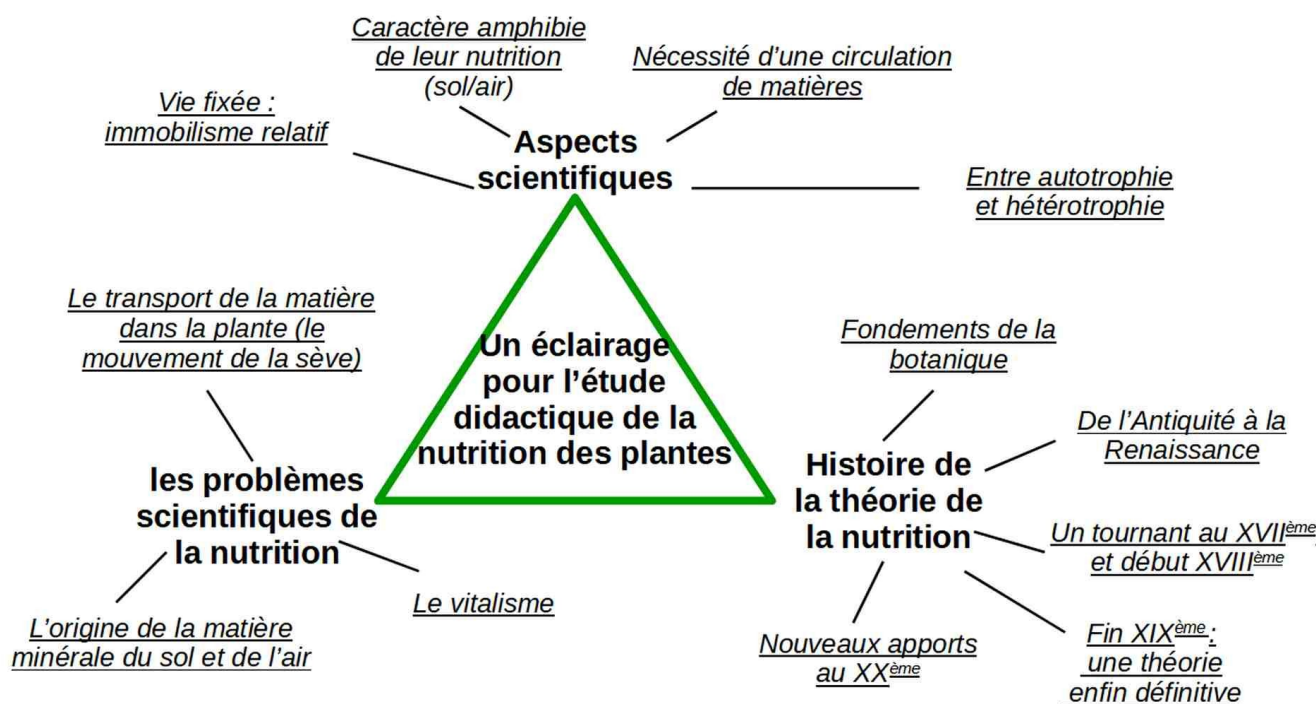 Caractère amphibie
de leur nutrition
(sol/air)
Nécessité d'une circulation
de matières
Vie fixée :
immobilisme relatif
Aspects
scientifiques
Entre autotrophie
et hétérotrophie
Le transport de la matière
dans la plante (le
mouvement de la sève)
Un éclairage
pour l'étude
didactique de la
nutrition des plantes
Fondements de la
botanique
De l'Antiquité à la
Renaissance
les problèmes
scientifiques de
la nutrition
Histoire de
la théorie de
la nutrition
Un tournant au XVIIème
et début XVIIIème
Le vitalisme
L'origine de la matière
minérale du sol et de l'air
Nouveaux apports
au XXème
Fin XIXème :
une théorie
enfin définitive